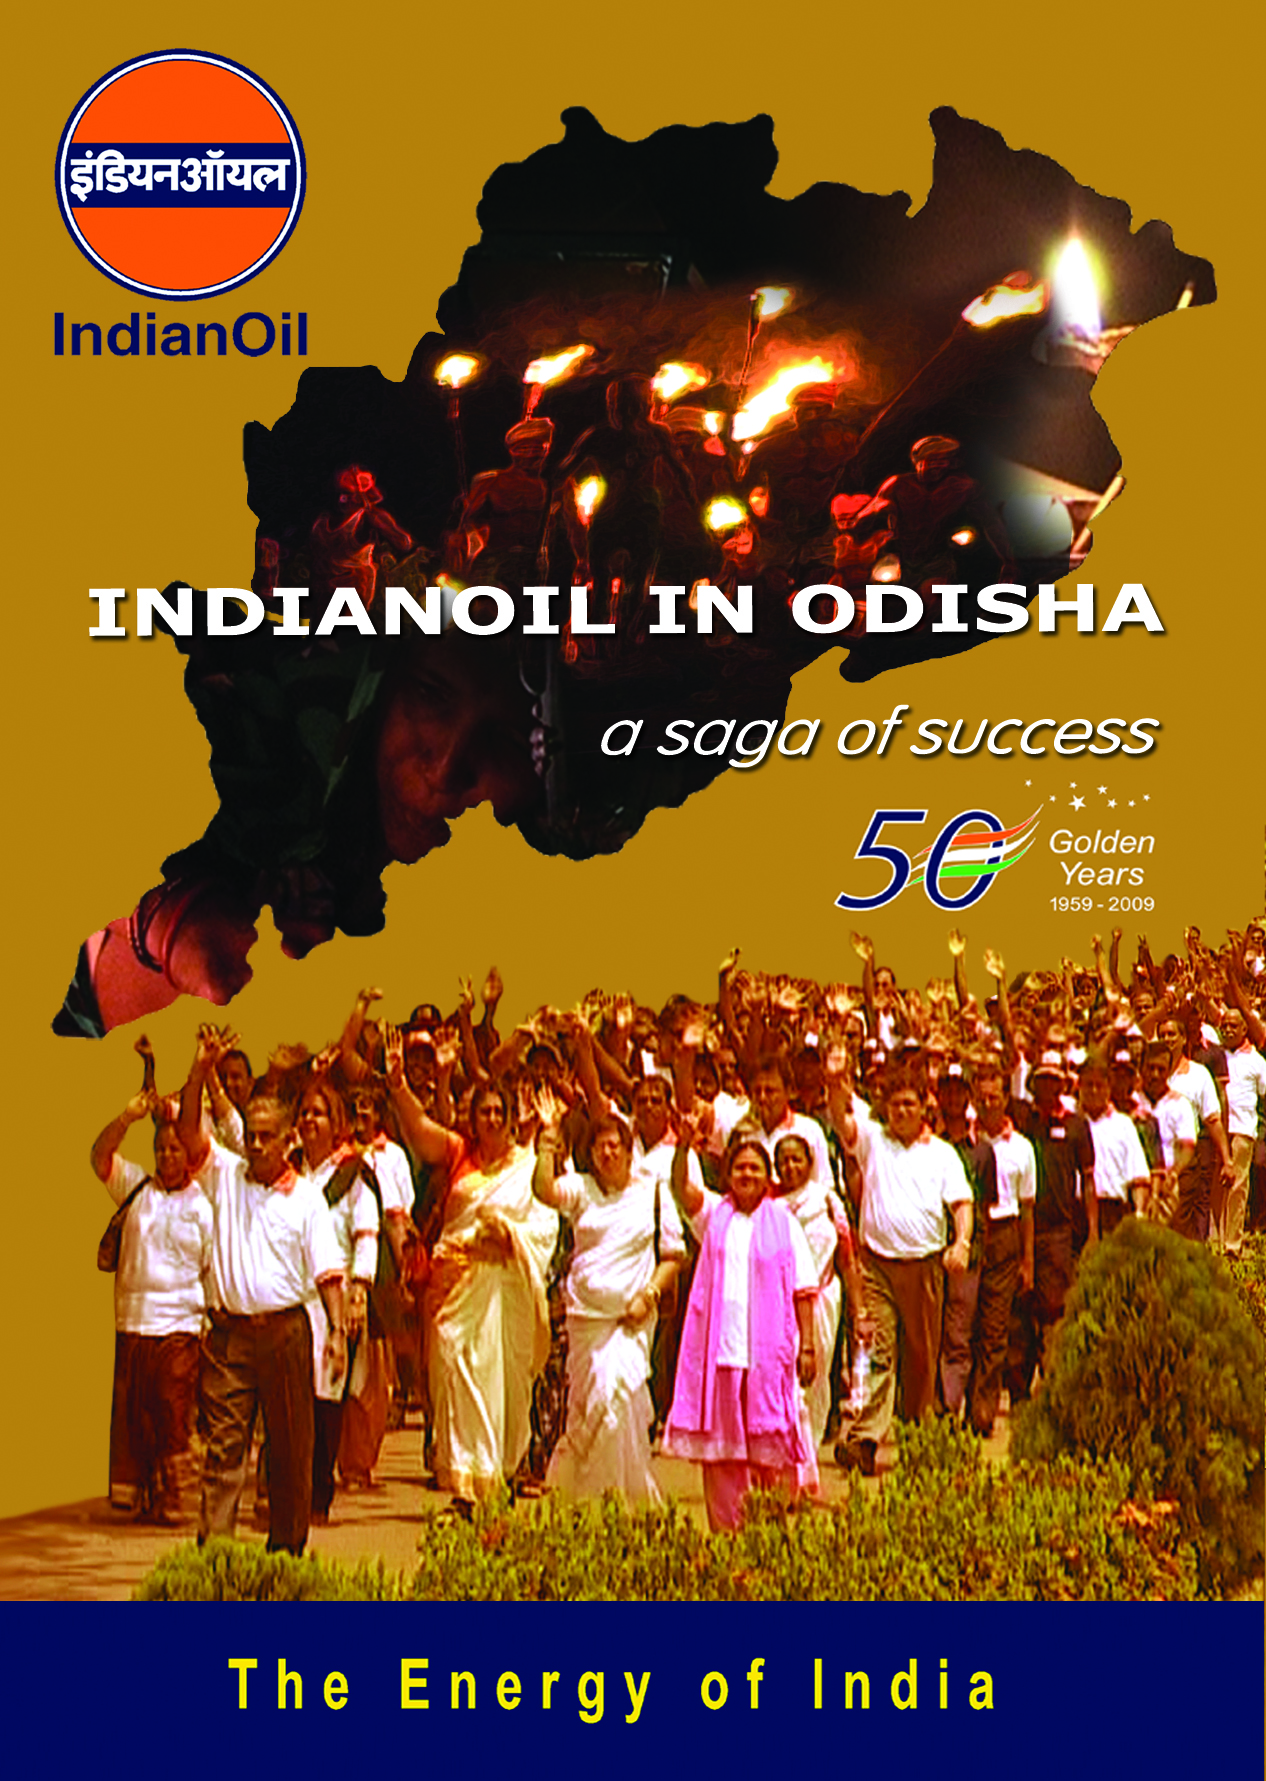 इंडियनऑयल
IndianOil
INDIANOIL IN ODISHA
a saga of success
50
Golden
Years
1959 - 2009
The Energy of India